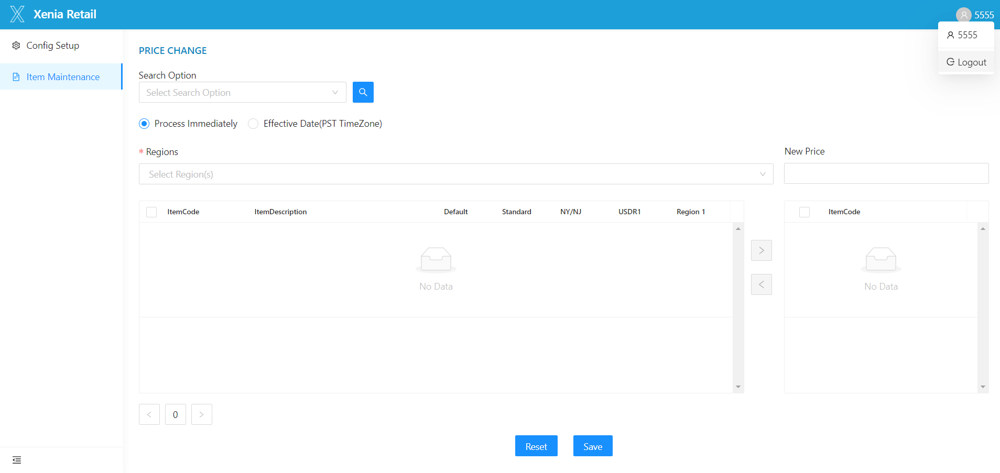 Xenia Retail
5555
5555
Logout
Config Setup
Item Maintenance
PRICE CHANGE
Search Option
Select Search Option
Process Immediately
Effective Date(PST TimeZone)
* Regions
New Price
Select Region(s)
ItemCode ItemDescription Default Standard NY/NJ USDR1 Region 1
ItemCode
No Data
No Data
< 0 >
Reset
Save